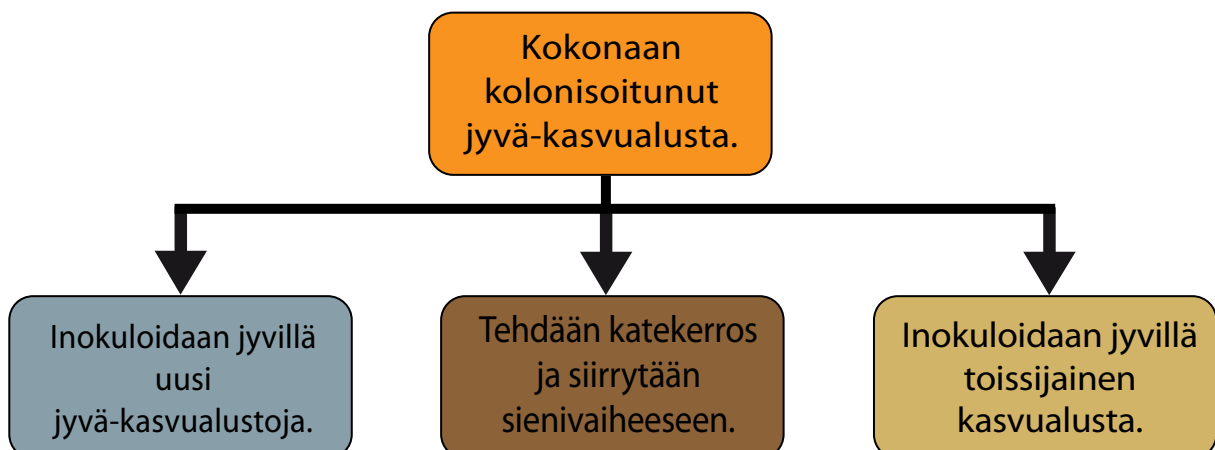 Kokonaan
kolonisoitunut
jyvä-kasvualusta.
Inokuloidaan jyvillä
uusi
jyvä-kasvualustoja.
Tehdään katekerros
ja siirrytään
sienivaiheeseen.
Inokuloidaan jyvillä
toissijainen
kasvualusta.